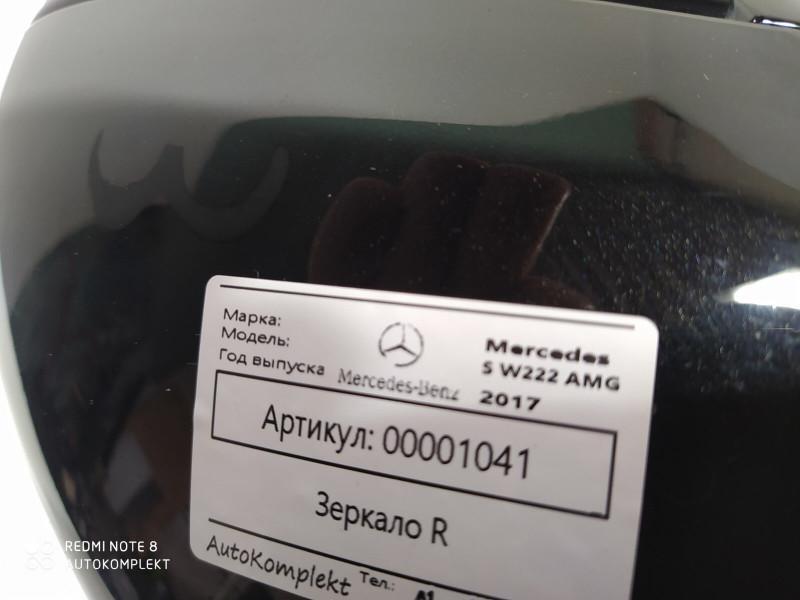 Марка: Mercedes
Модель: S W222 AMG
Год выпуска 2017
Mercedes-Benz
Артикул: 00001041
Зеркало R
AutoKomplekt Тел.:
REDMI NOTE 8
AUTOKOMPLEKT